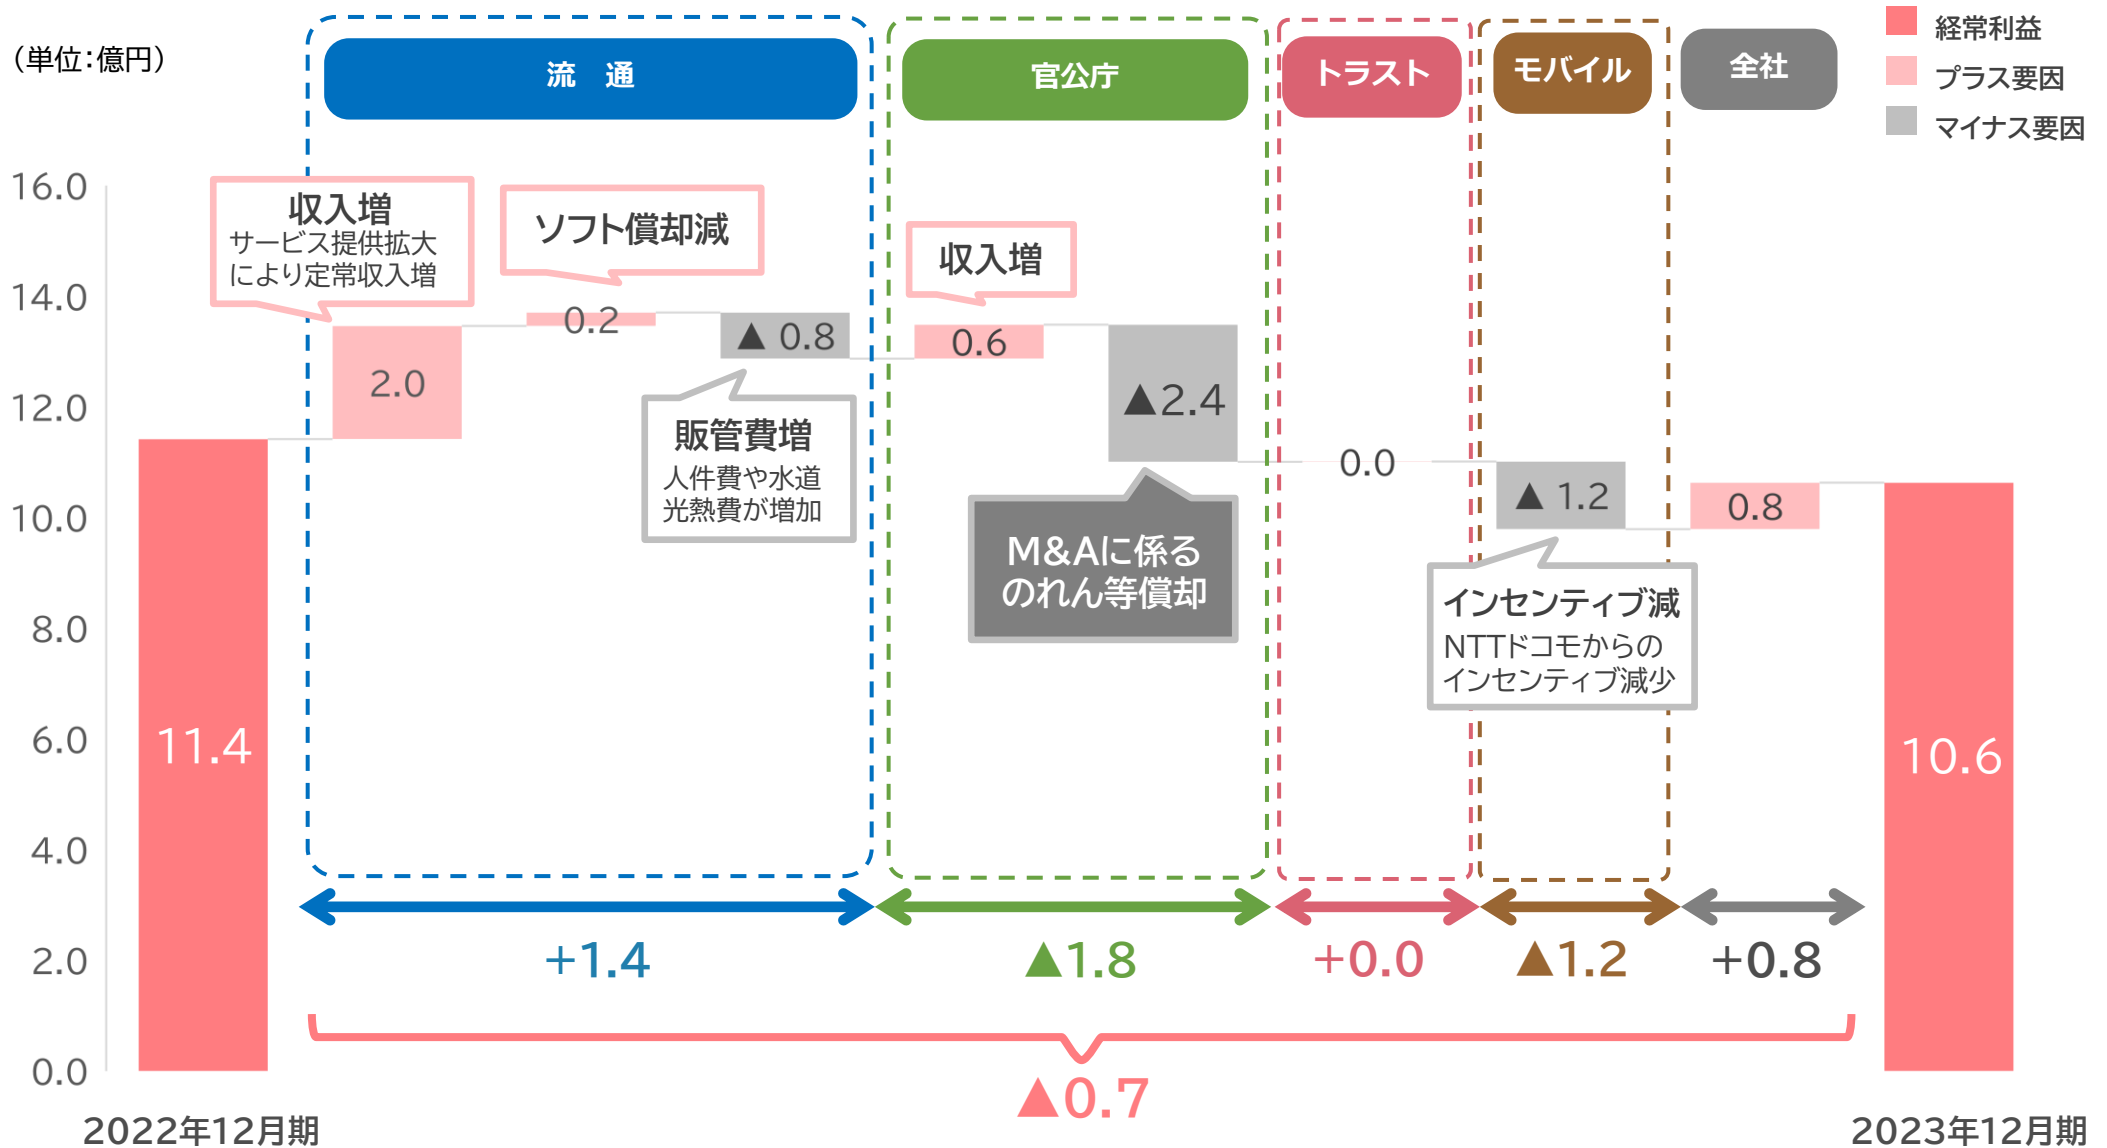 (単位:億円)
流 通
官公庁
トラスト
モバイル
全社
経常利益
プラス要因
マイナス要因
16.0
14.0
12.0
10.0
8.0
6.0
4.0
2.0
0.0
収入増
サービス提供拡大
により定常収入増
ソフト償却減
収入増
11.4
2.0
0.2
▲ 0.8
0.6
▲2.4
0.0
▲ 1.2
0.8
10.6
販管費増
人件費や水道
光熱費が増加
M&Aに係る
のれん等償却
インセンティブ減
NTTドコモからの
インセンティブ減少
+1.4
▲1.8
+0.0
▲1.2
+0.8
▲0.7
2022年12月期
2023年12月期